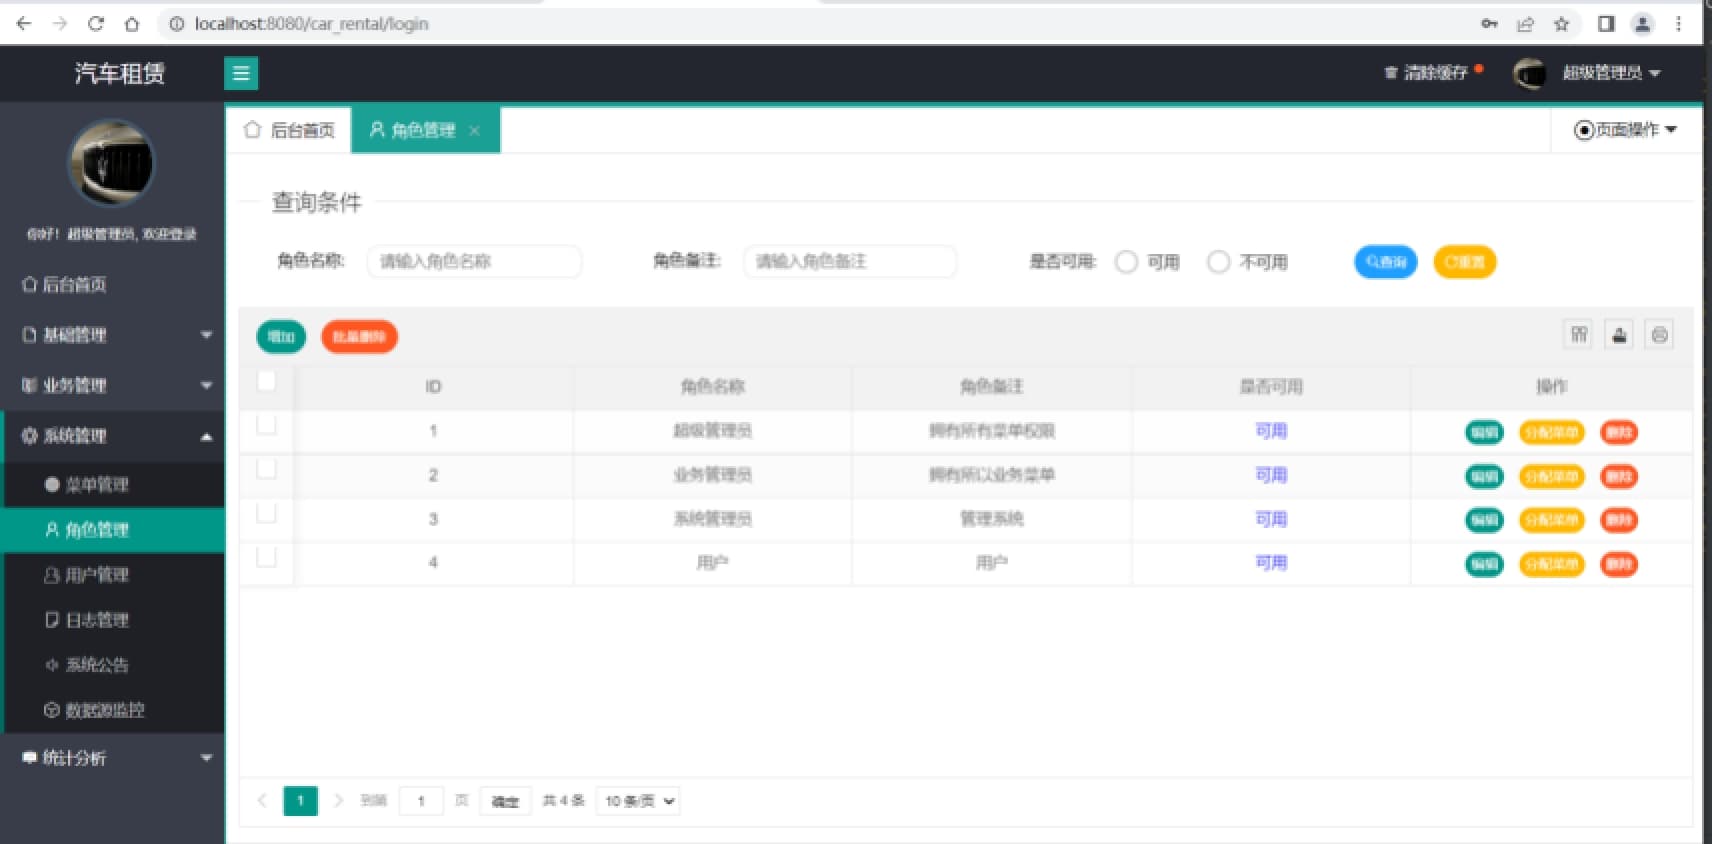 localhost:8080/car_rental/login
汽车租赁
清除缓存
超级管理员
后台首页
角色管理
页面操作
你好！超级管理员, 欢迎登录
后台首页
基础管理
业务管理
系统管理
菜单管理
角色管理
用户管理
日志管理
系统公告
数据源监控
统计分析
查询条件
角色名称: 请输入角色名称 角色备注: 请输入角色备注 是否可用: 可用 不可用 查询 重置
增加 批量删除
ID 角色名称 角色备注 是否可用 操作
1 超级管理员 拥有所有菜单权限 可用 编辑 分配菜单 删除
2 业务管理员 拥有所以业务菜单 可用 编辑 分配菜单 删除
3 系统管理员 管理系统 可用 编辑 分配菜单 删除
4 用户 用户 可用 编辑 分配菜单 删除
1 到第 1 页 确定 共 4 条 10 条/页